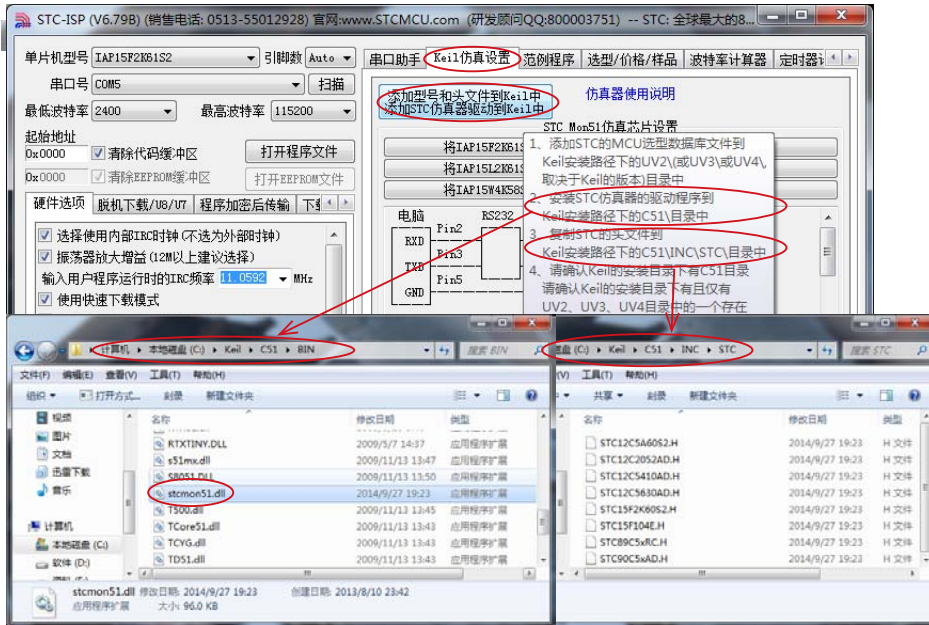 STC-ISP (V6.79B) (销售电话: 0513-55012928) 官网:www.STCMCU.com (研发顾问QQ:800003751) -- STC: 全球最大的8...
单片机型号 IAP15F2K61S2 引脚数 Auto
串口号 COM5 扫描
最低波特率 2400 最高波特率 115200
起始地址
0x0000 清除代码缓冲区 打开程序文件
0x0000 清除EEPROM缓冲区 打开EEPROM文件
硬件选项 脱机下载/U8/U7 程序加密后传输
选择使用内部IRC时钟(不选为外部时钟)
振荡器放大增益(12M以上建议选择)
输入用户程序运行时的IRC频率 11.0592 MHz
使用快速下载模式
串口助手 Keil仿真设置 范例程序 选型/价格/样品 波特率计算器 定时器
添加型号和头文件到Keil中
添加STC仿真器驱动到Keil中
仿真器使用说明
STC Mon51仿真芯片设置
将IAP15F2K61S
将IAP15L2K61S
将IAP15W4K58S
电脑 RS232
RXD Pin2
TXD Pin3
GND Pin5
1、添加STC的MCU选型数据库文件到
Keil安装路径下的UV2\(或UV3\或UV4\,
取决于Keil的版本)目录中
2、安装STC仿真器的驱动程序到
Keil安装路径下的C51\目录中
3、复制STC的头文件到
Keil安装路径下的C51\INC\STC\目录中
4、请确认Keil的安装目录下有C51目录
请确认Keil的安装目录下有且仅有
UV2、UV3、UV4目录中的一个存在
计算机 本地磁盘 (C:) Keil C51 BIN 搜索 BIN
文件(F) 编辑(E) 查看(V) 工具(T) 帮助(H)
组织 打开方式... 刻录 新建文件夹
视频
图片
文档
迅雷下载
音乐
计算机
本地磁盘 (C:)
软件 (D:)
名称 修改日期 类型
RTXTINY.DLL 2009/5/7 14:37 应用程序扩展
s51mx.dll 2009/11/13 13:47 应用程序扩展
S8051.DLL 2009/11/13 13:50 应用程序扩展
stcmon51.dll 2014/9/27 19:23 应用程序扩展
T500.dll 2009/11/13 13:45 应用程序扩展
TCore51.dll 2009/11/13 13:43 应用程序扩展
TCYG.dll 2009/11/13 13:43 应用程序扩展
TD51.dll 2009/11/13 13:43 应用程序扩展
stcmon51.dll 修改日期: 2014/9/27 19:23 创建日期: 2013/8/10 23:42
应用程序扩展 大小: 96.0 KB
磁盘 (C:) Keil C51 INC STC 搜索 STC
(V) 工具(T) 帮助(H)
共享 刻录 新建文件夹
名称 修改日期 类型
STC12C5A60S2.H 2014/9/27 19:23 H 文件
STC12C2052AD.H 2014/9/27 19:23 H 文件
STC12C5410AD.H 2014/9/27 19:23 H 文件
STC12C5630AD.H 2014/9/27 19:23 H 文件
STC15F2K60S2.H 2014/9/27 19:23 H 文件
STC15F104E.H 2014/9/27 19:23 H 文件
STC89C5xRC.H 2014/9/27 19:23 H 文件
STC90C5xAD.H 2014/9/27 19:23 H 文件